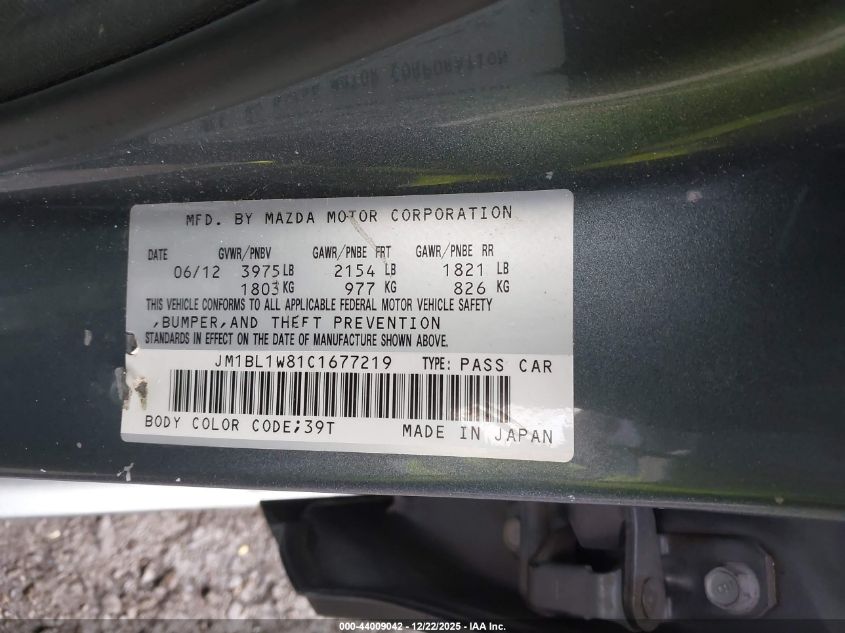 MFD. BY MAZDA MOTOR CORPORATION
DATE GVWR/PNBV GAWR/PNBE FRT GAWR/PNBE RR
06/12 3975 LB 2154 LB 1821 LB
1803 KG 977 KG 826 KG
THIS VEHICLE CONFORMS TO ALL APPLICABLE FEDERAL MOTOR VEHICLE SAFETY
,BUMPER,AND THEFT PREVENTION
STANDARDS IN EFFECT ON THE DATE OF MANUFACTURE SHOWN ABOVE.
JM1BL1W81C1677219 TYPE: PASS CAR
BODY COLOR CODE;39T MADE IN JAPAN
000-44009042 - 12/22/2025 - IAA Inc.